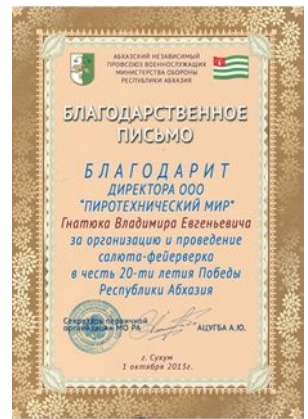 АБХАЗСКИЙ НЕЗАВИСИМЫЙ
ПРОФСОЮЗ ВОЕННОСЛУЖАЩИХ
МИНИСТЕРСТВА ОБОРОНЫ
РЕСПУБЛИКИ АБХАЗИЯ
БЛАГОДАРСТВЕННОЕ
ПИСЬМО
БЛАГОДАРИТ
ДИРЕКТОРА ООО
"ПИРОТЕХНИЧЕСКИЙ МИР"
Гнатюка Владимира Евгеньевича
за организацию и проведение
салюта-фейерверка
в честь 20-ти летия Победы
Республики Абхазия
Секретарь первичной
организации МО РА
АЦУГБА А.Ю.
г. Сухум
1 октября 2013г.